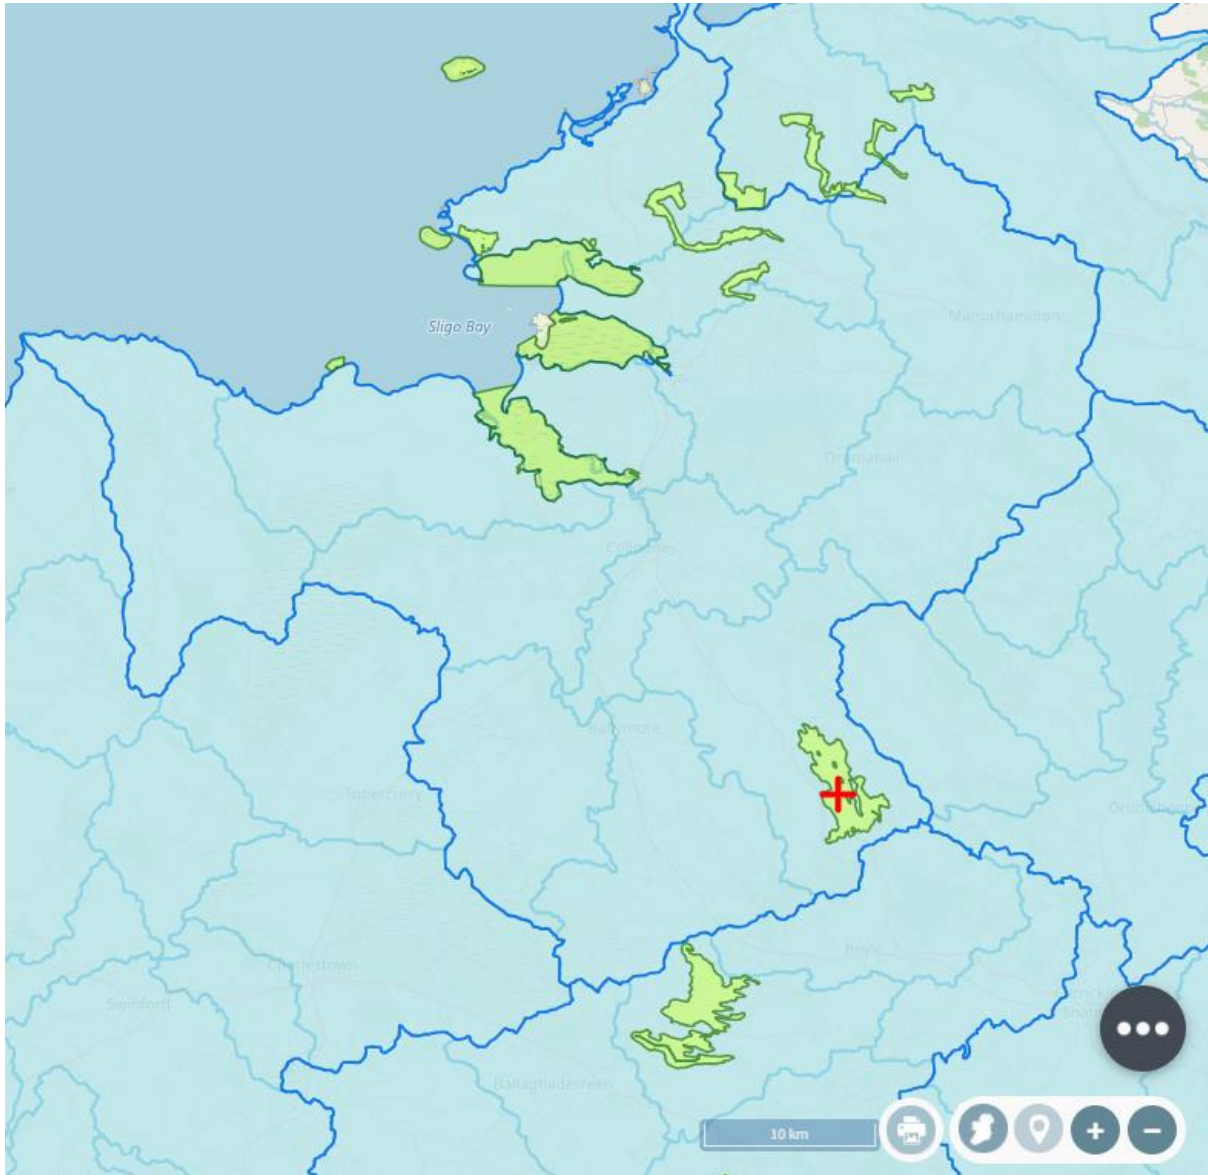 Sligo Bay
Manorhamilton
Dromahair
Collooney
Ballymote
Tobercurry
Boyle
Charlestown
Swinford
Ballaghaderreen
10 km